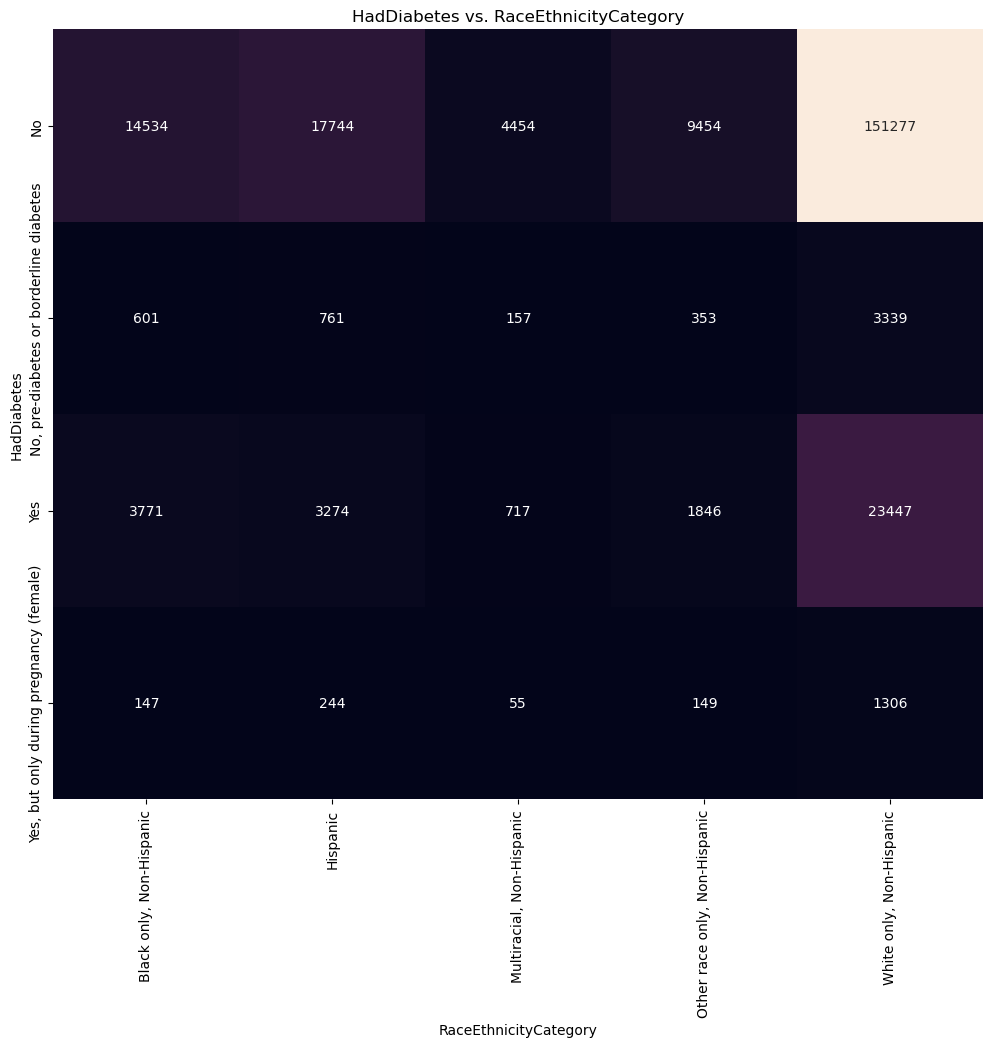 HadDiabetes vs. RaceEthnicityCategory
HadDiabetes
No
14534 17744 4454 9454 151277
No, pre-diabetes or borderline diabetes
601 761 157 353 3339
Yes
3771 3274 717 1846 23447
Yes, but only during pregnancy (female)
147 244 55 149 1306
Black only, Non-Hispanic
Hispanic
Multiracial, Non-Hispanic
Other race only, Non-Hispanic
White only, Non-Hispanic
RaceEthnicityCategory